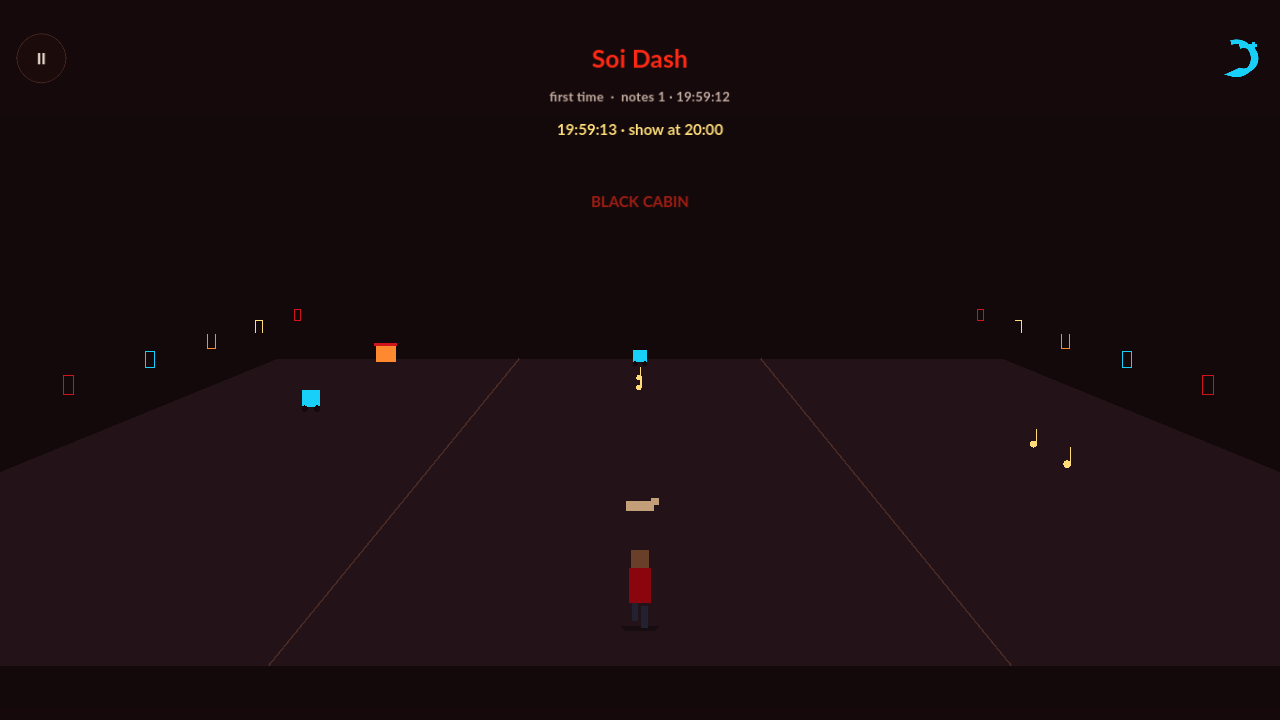 Soi Dash
first time · notes 1 · 19:59:12
19:59:13 · show at 20:00
BLACK CABIN